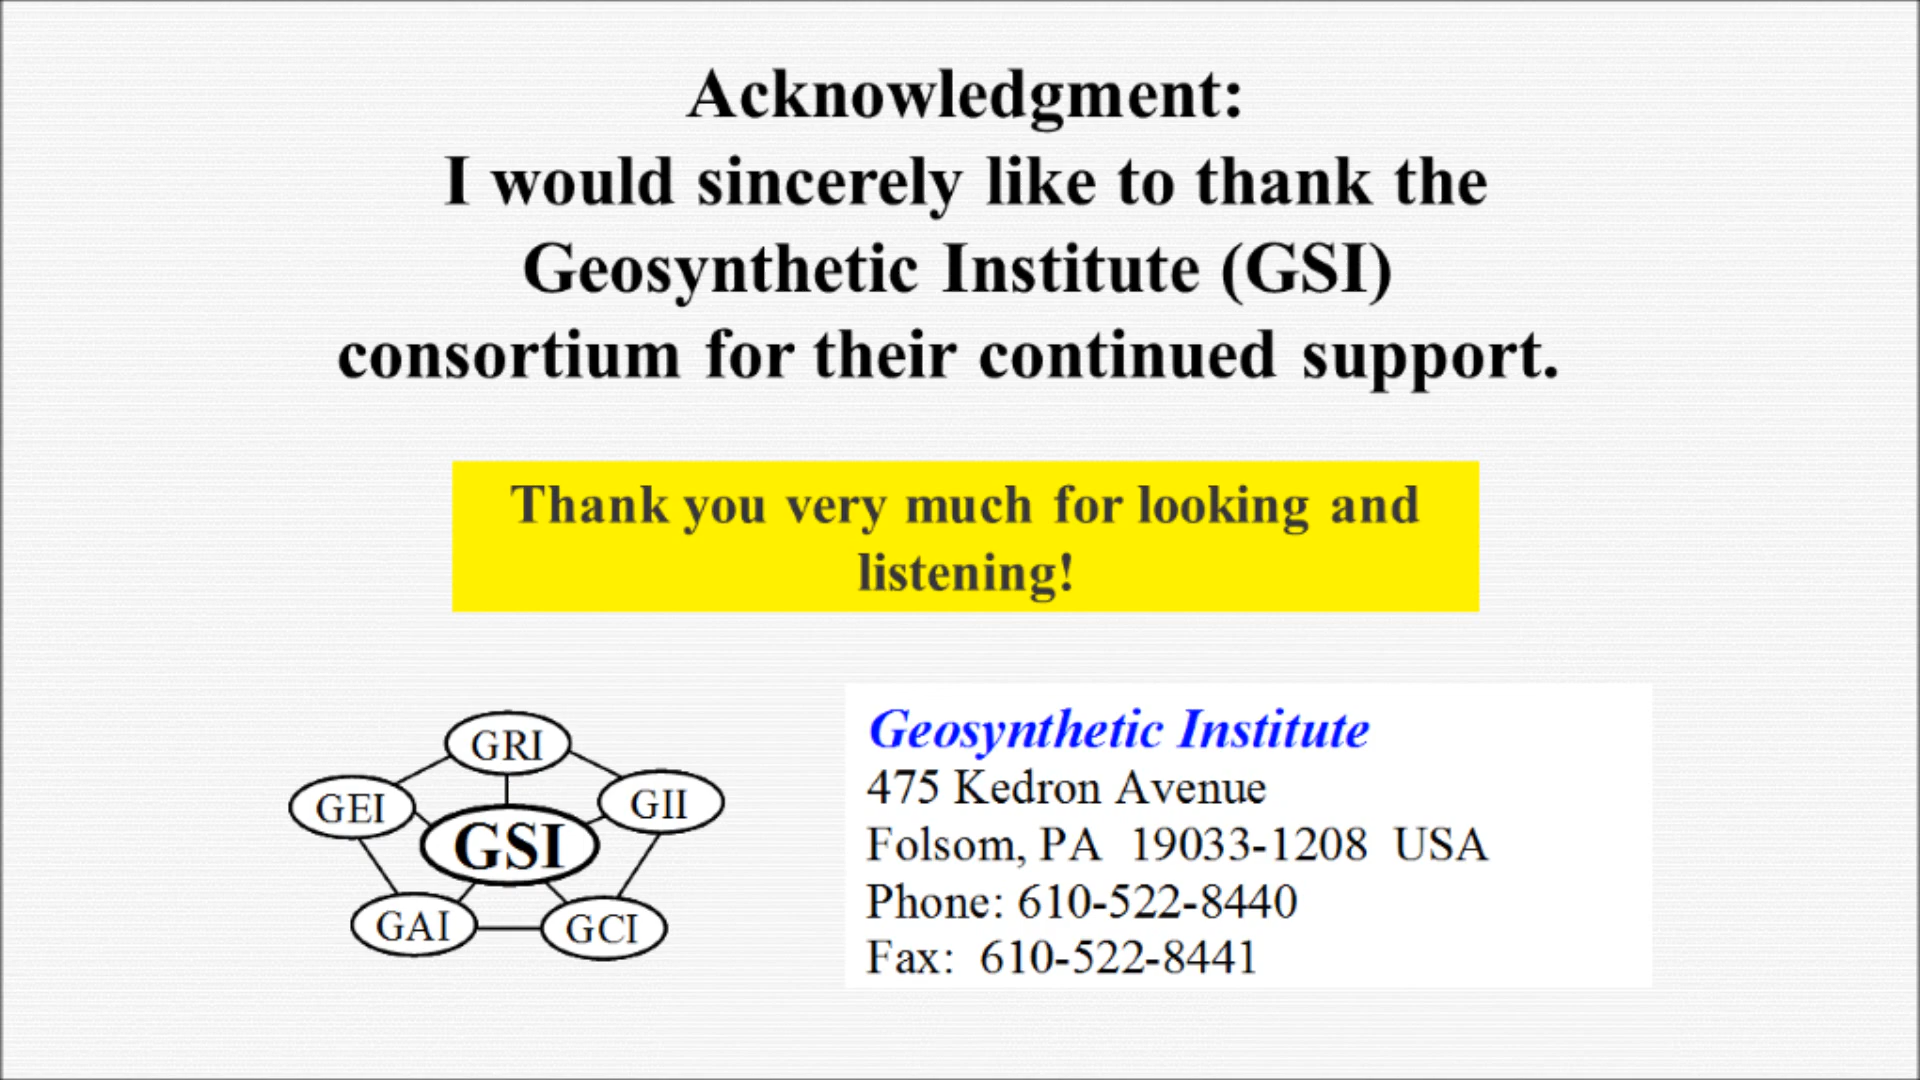 Acknowledgment:
I would sincerely like to thank the
Geosynthetic Institute (GSI)
consortium for their continued support.
Thank you very much for looking and
listening!
GRI
GEI
GII
GSI
GAI
GCI
Geosynthetic Institute
475 Kedron Avenue
Folsom, PA 19033-1208 USA
Phone: 610-522-8440
Fax: 610-522-8441